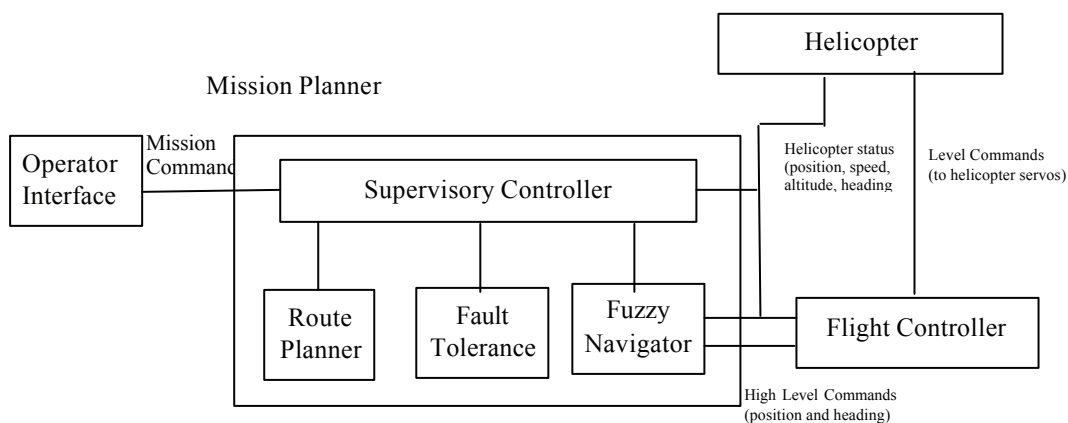 Helicopter
Mission Planner
Mission
Command
Operator
Interface
Supervisory Controller
Helicopter status
(position, speed,
altitude, heading
Level Commands
(to helicopter servos)
Route
Planner
Fault
Tolerance
Fuzzy
Navigator
Flight Controller
High Level Commands
(position and heading)